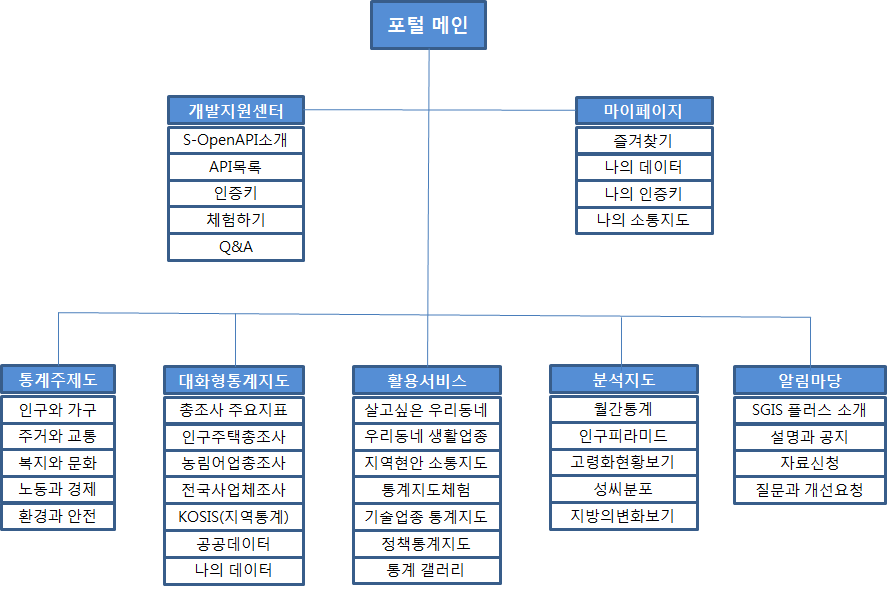 포털 메인
개발지원센터
S-OpenAPI소개
API목록
인증키
체험하기
Q&A
마이페이지
즐겨찾기
나의 데이터
나의 인증키
나의 소통지도
통계주제도
인구와 가구
주거와 교통
복지와 문화
노동과 경제
환경과 안전
대화형통계지도
총조사 주요지표
인구주택총조사
농림어업총조사
전국사업체조사
KOSIS(지역통계)
공공데이터
나의 데이터
활용서비스
살고싶은 우리동네
우리동네 생활업종
지역현안 소통지도
통계지도체험
기술업종 통계지도
정책통계지도
통계 갤러리
분석지도
월간통계
인구피라미드
고령화현황보기
성씨분포
지방의변화보기
알림마당
SGIS 플러스 소개
설명과 공지
자료신청
질문과 개선요청